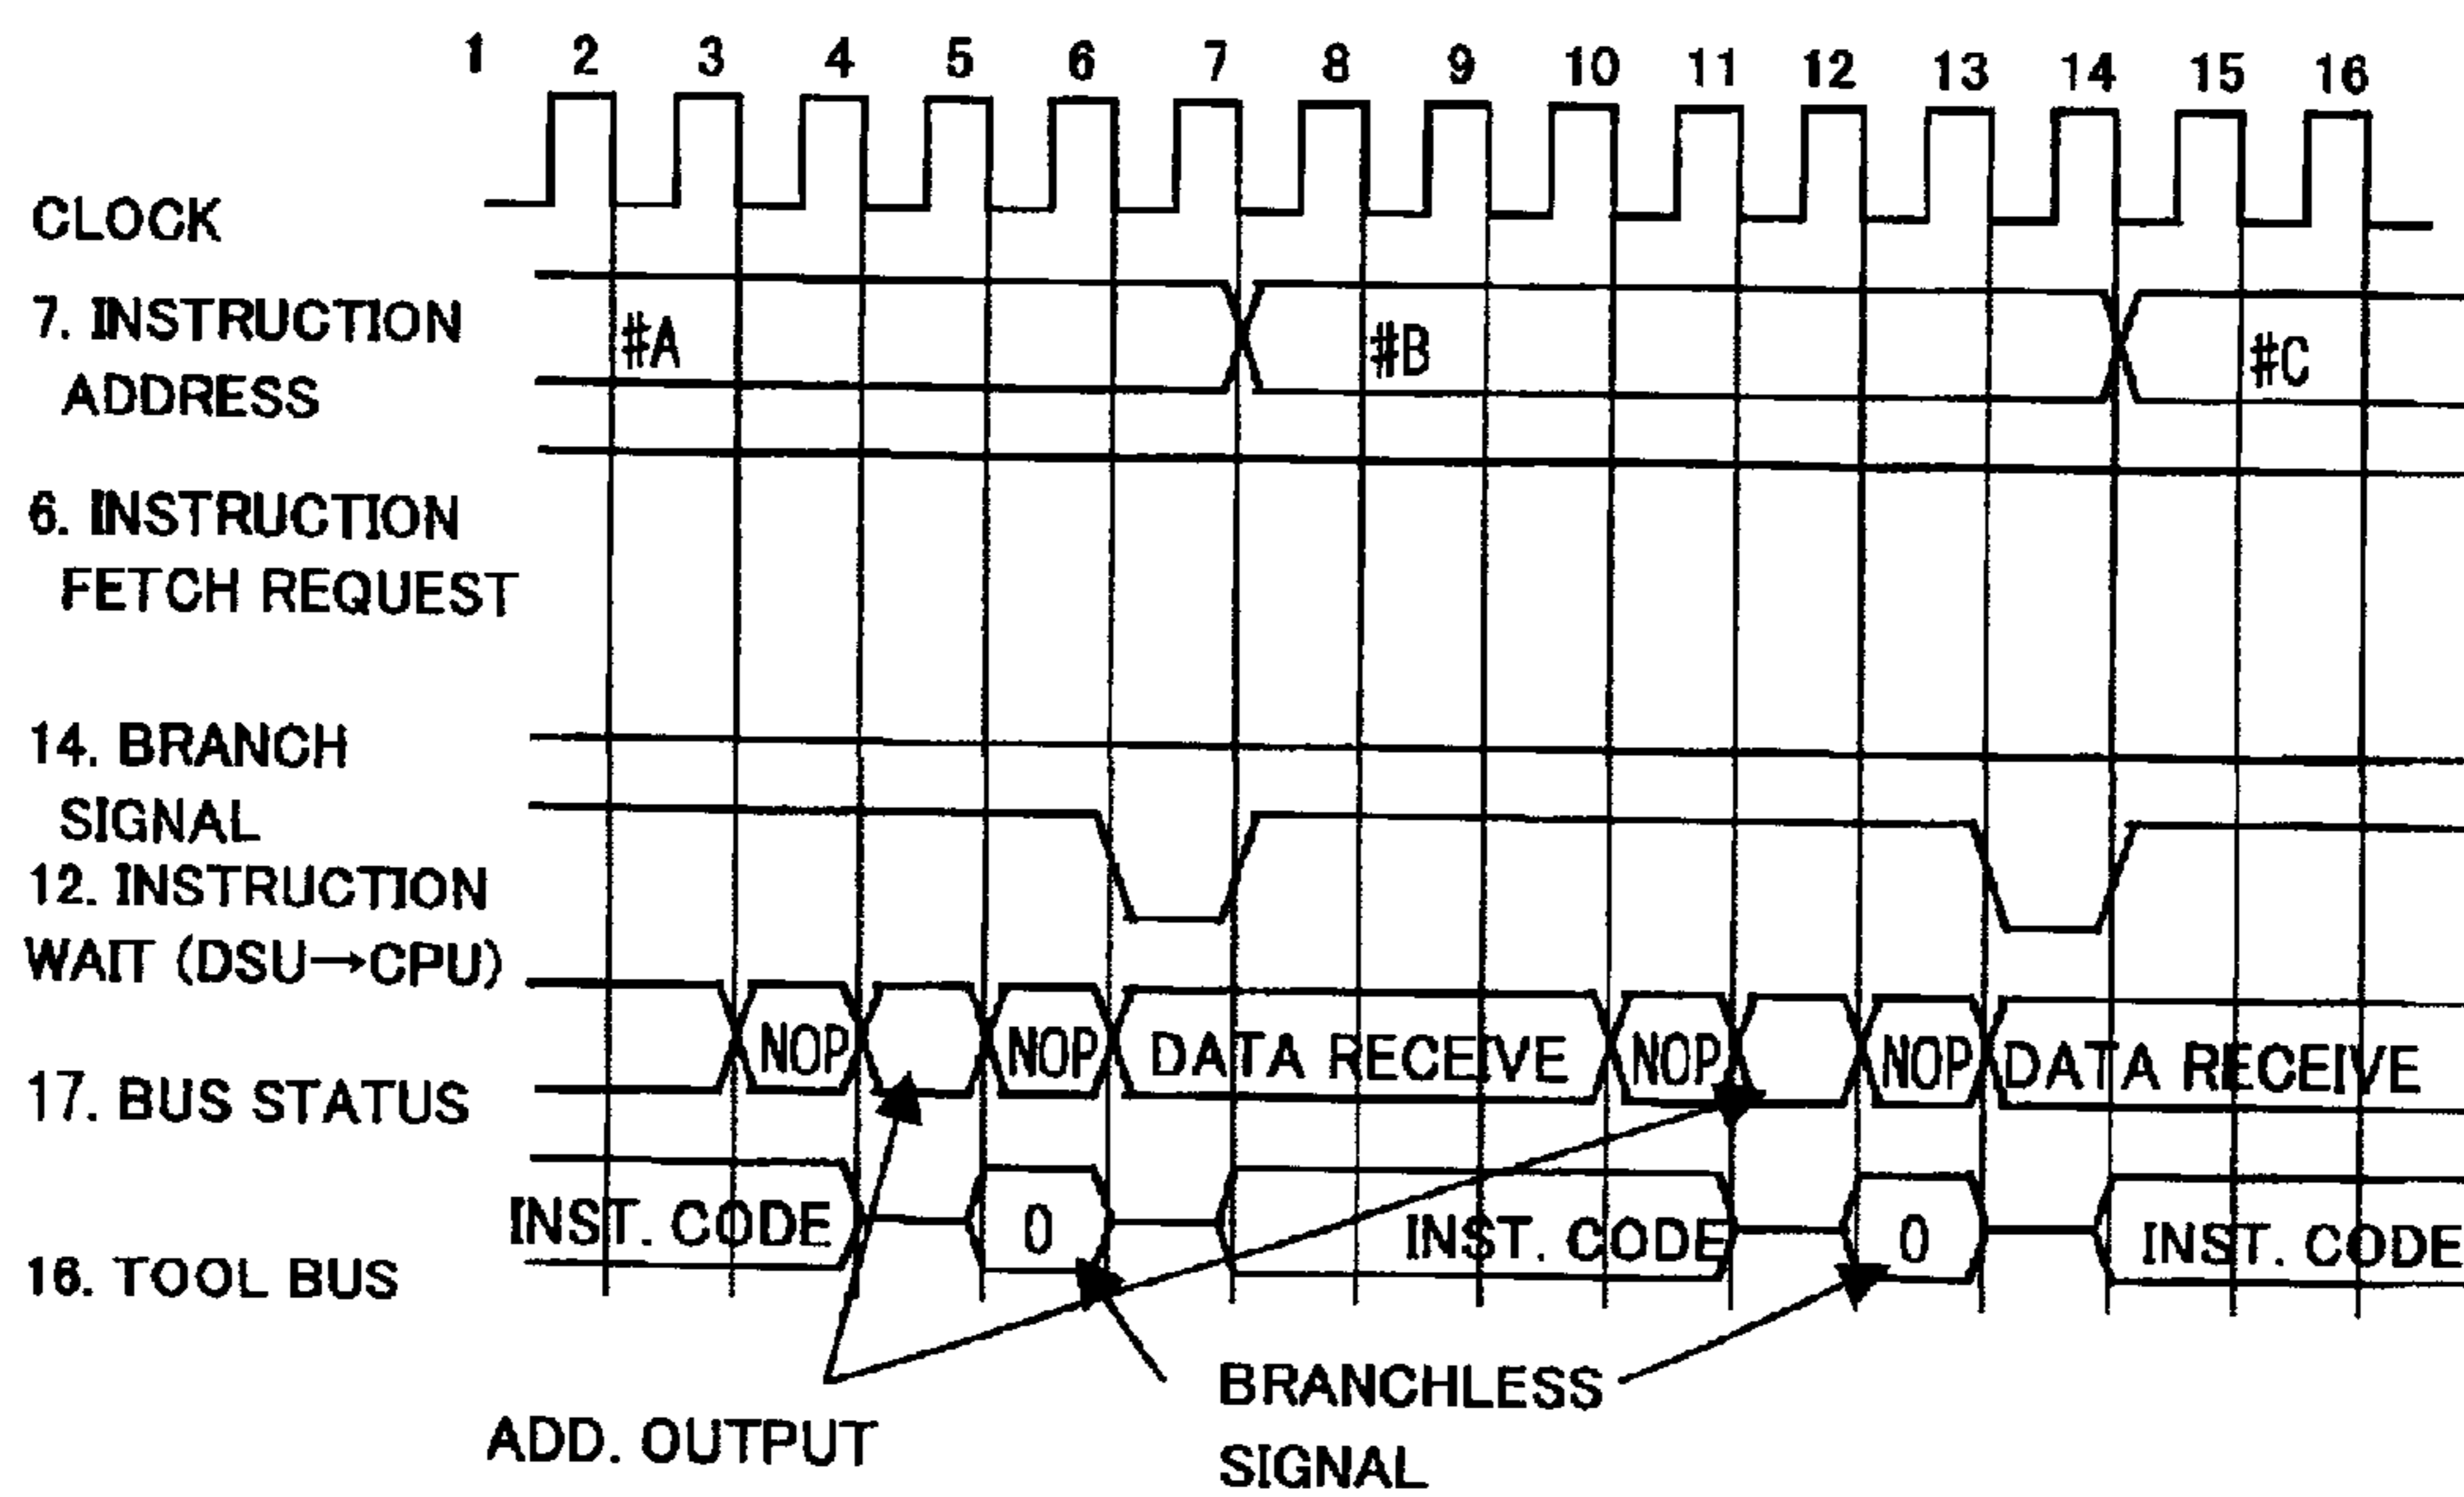 1 2 3 4 5 6 7 8 9 10 11 12 13 14 15 16
CLOCK
7. INSTRUCTION
ADDRESS
#A #B #C
6. INSTRUCTION
FETCH REQUEST
14. BRANCH
SIGNAL
12. INSTRUCTION
WAIT (DSU→CPU)
17. BUS STATUS
NOP NOP DATA RECEIVE NOP NOP DATA RECEIVE
16. TOOL BUS
INST. CODE 0 INST. CODE 0 INST. CODE
ADD. OUTPUT
BRANCHLESS
SIGNAL